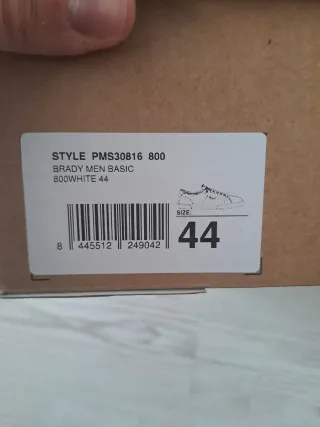 STYLE PMS30816 800
BRADY MEN BASIC
800WHITE 44
SIZE:
44
8 445512 249042